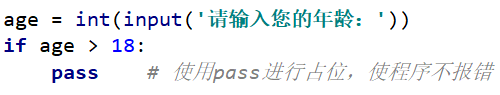 age = int(input('请输入您的年龄：'))
if age > 18:
    pass    # 使用pass进行占位，使程序不报错